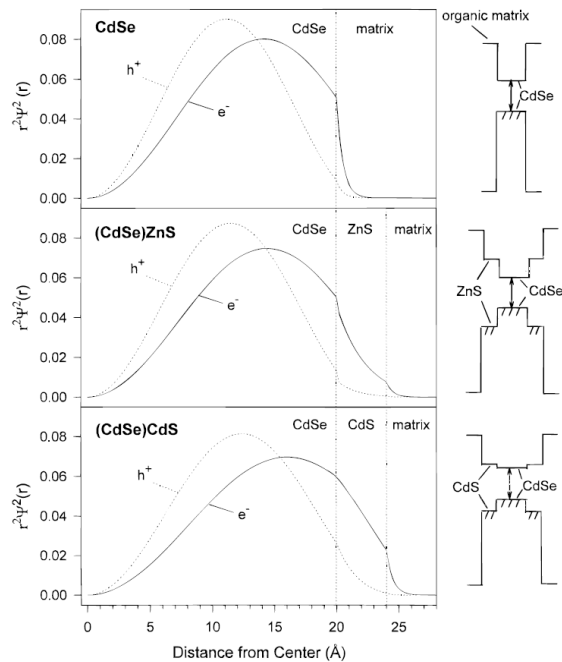 organic matrix
CdSe
CdSe
matrix
h+
e-
CdSe
r²Ψ²(r)
0.08
0.06
0.04
0.02
0.00
(CdSe)ZnS
CdSe
ZnS
matrix
h+
e-
ZnS
CdSe
r²Ψ²(r)
0.08
0.06
0.04
0.02
0.00
(CdSe)CdS
CdSe
CdS
matrix
h+
e-
CdS
CdSe
r²Ψ²(r)
0.08
0.06
0.04
0.02
0.00
0 5 10 15 20 25
Distance from Center (Å)